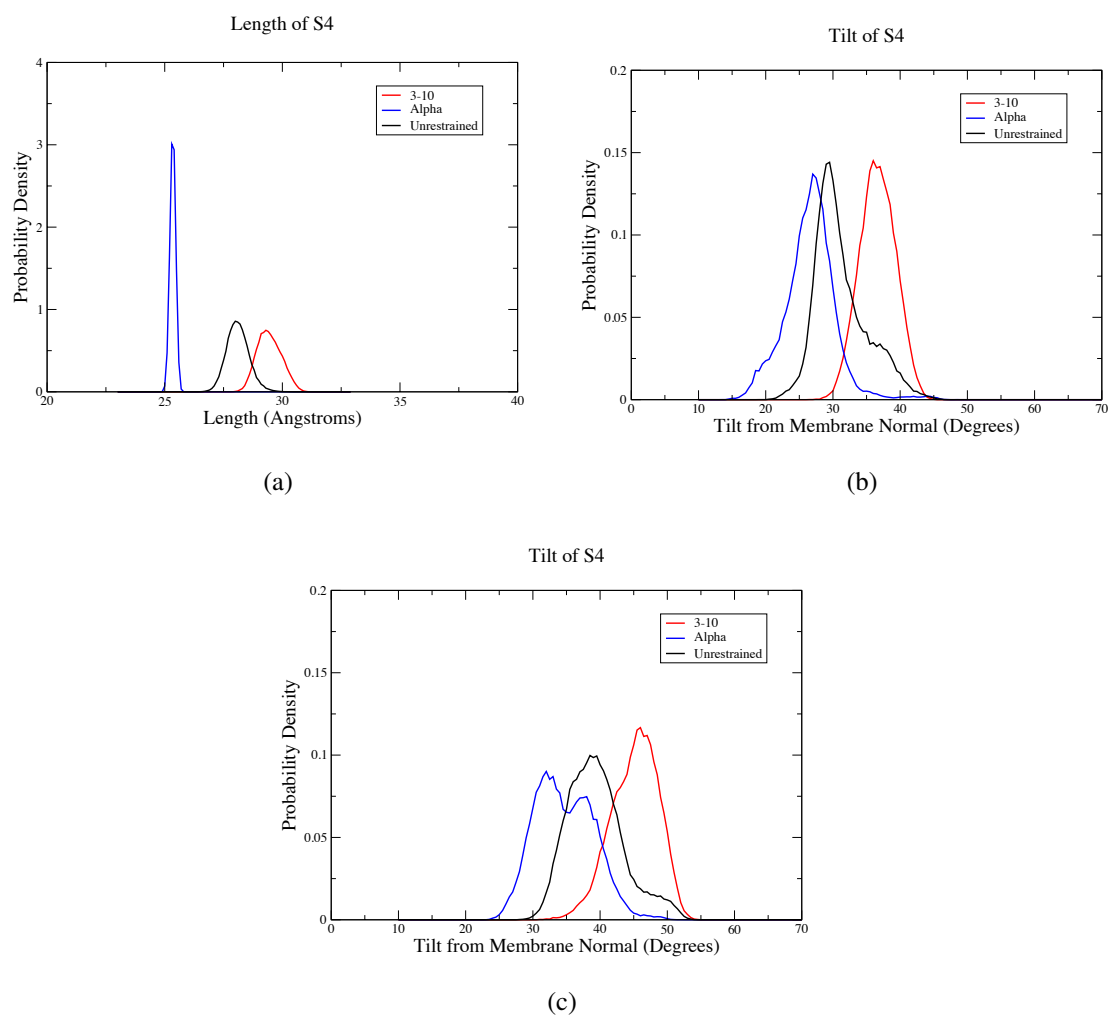 Length of S4
4
3
2
1
0
Probability Density
3-10
Alpha
Unrestrained
20
25
30
35
40
Length (Angstroms)
(a)
Tilt of S4
0.2
0.15
0.1
0.05
0
Probability Density
3-10
Alpha
Unrestrained
0
10
20
30
40
50
60
70
Tilt from Membrane Normal (Degrees)
(b)
Tilt of S4
0.2
0.15
0.1
0.05
0
Probability Density
3-10
Alpha
Unrestrained
0
10
20
30
40
50
60
70
Tilt from Membrane Normal (Degrees)
(c)